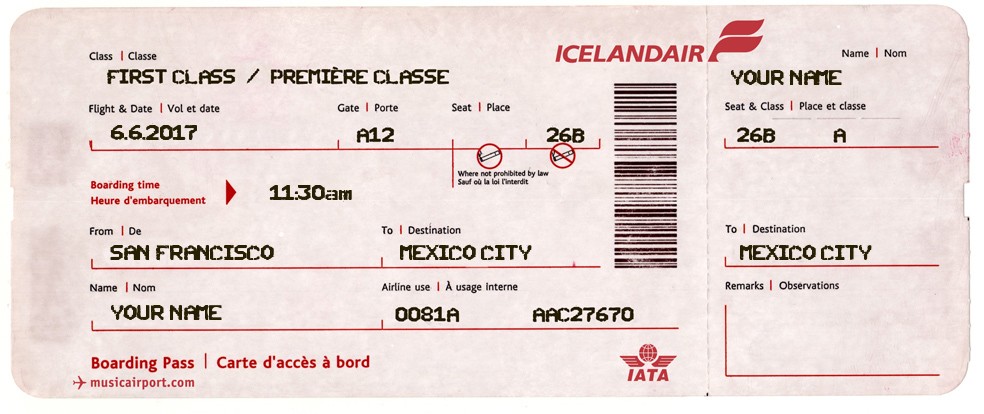 Class | Classe
FIRST CLASS / PREMIÈRE CLASSE
Flight & Date | Vol et date
Gate | Porte
Seat | Place
6.6.2017
A12
26B
Where not prohibited by law
Sauf où la loi l'interdit
Boarding time
Heure d'embarquement
11:30am
From | De
To | Destination
SAN FRANCISCO
MEXICO CITY
Name | Nom
Airline use | À usage interne
YOUR NAME
0081A
AAC27670
Boarding Pass | Carte d'accès à bord
musicairport.com
IATA
ICELANDAIR
Name | Nom
YOUR NAME
Seat & Class | Place et classe
26B
A
To | Destination
MEXICO CITY
Remarks | Observations